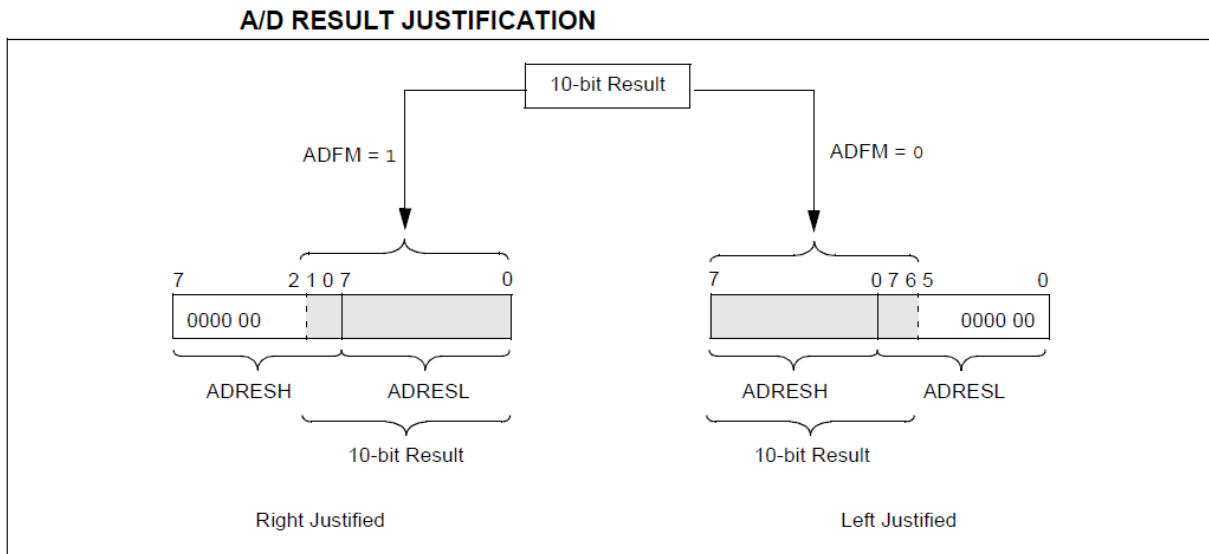 A/D RESULT JUSTIFICATION
10-bit Result
ADFM = 1
ADFM = 0
7 2 1 0 7 0
7 0 7 6 5 0
0000 00
0000 00
ADRESH ADRESL
ADRESH ADRESL
10-bit Result
10-bit Result
Right Justified
Left Justified